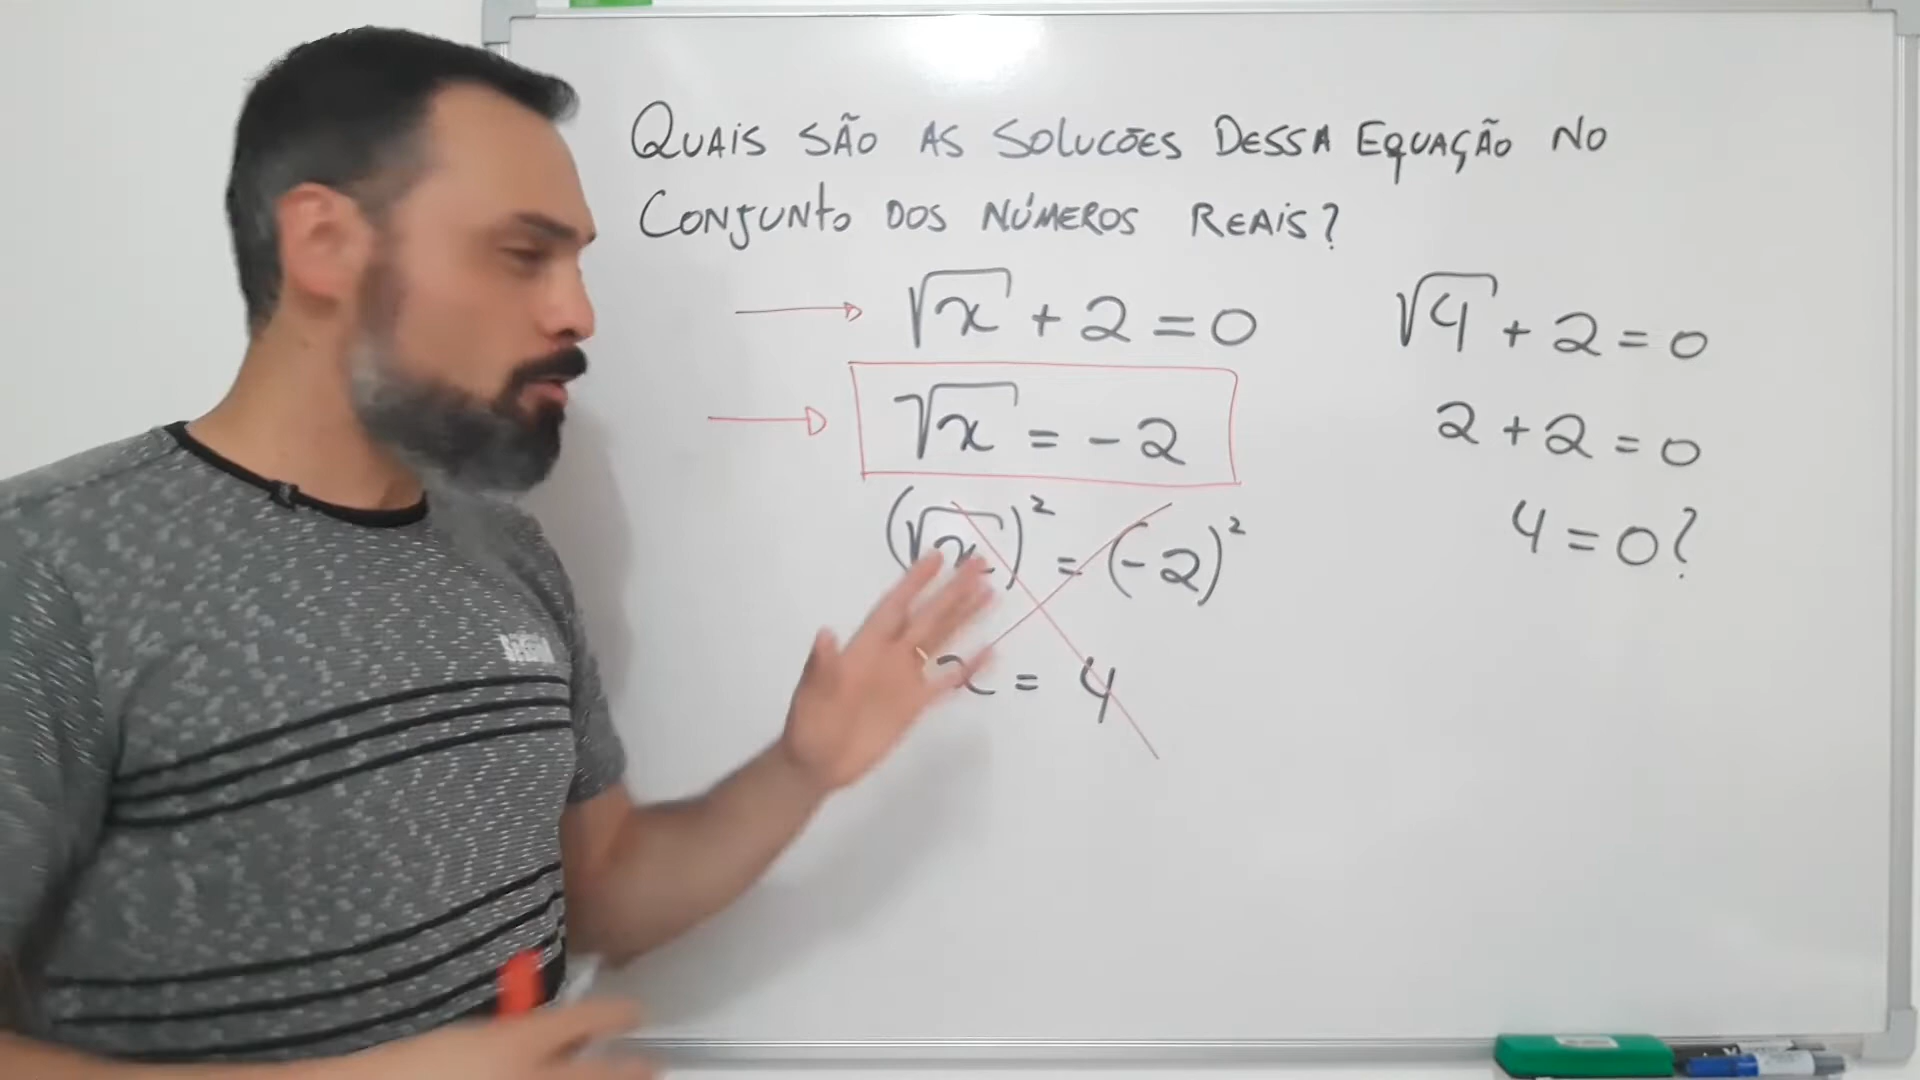 QUAIS SÃO AS SOLUCÕES DESSA EQUAÇÃO NO
CONJUNTO DOS NÚMEROS REAIS?
√x + 2 = 0
√x = -2
(√x)² = (-2)²
x = 4
√4 + 2 = 0
2 + 2 = 0
4 = 0?